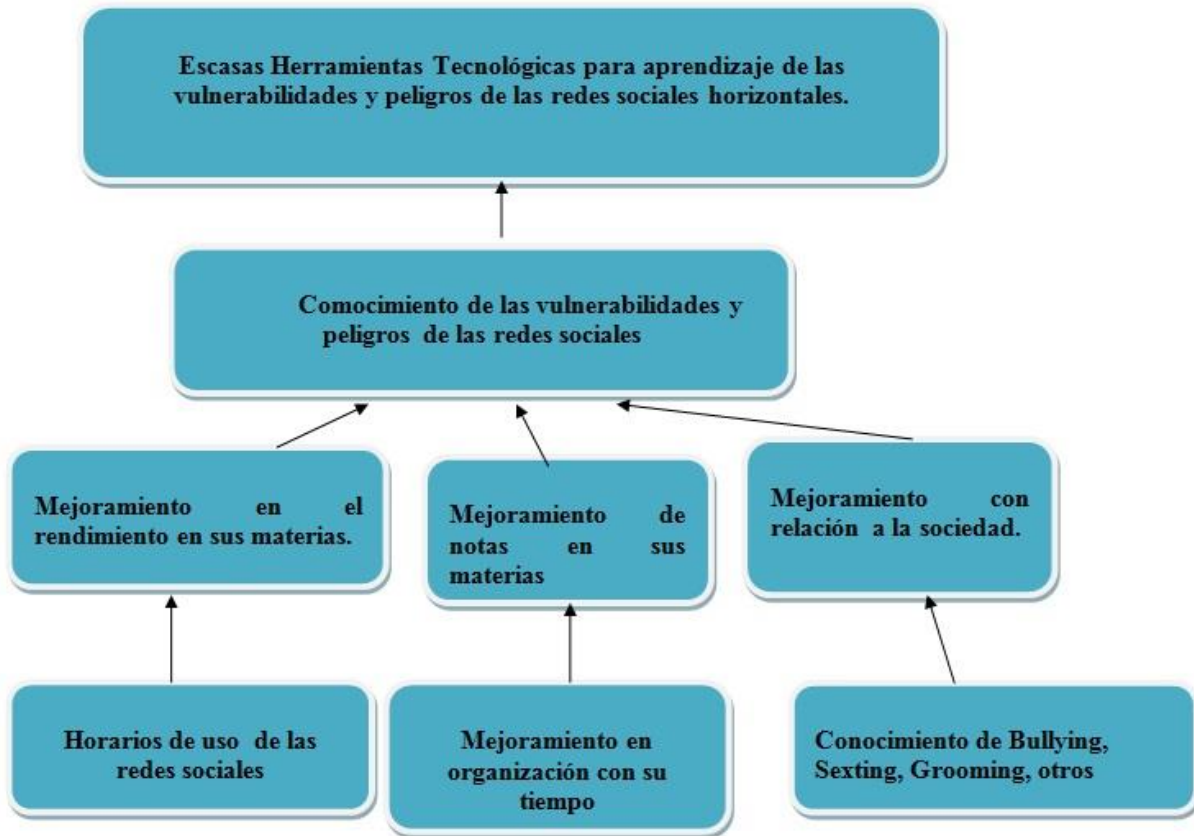 Escasas Herramientas Tecnológicas para aprendizaje de las
vulnerabilidades y peligros de las redes sociales horizontales.
Comocimiento de las vulnerabilidades y
peligros de las redes sociales
Mejoramiento en el
rendimiento en sus materias.
Mejoramiento de
notas en sus
materias
Mejoramiento con
relación a la sociedad.
Horarios de uso de las
redes sociales
Mejoramiento en
organización con su
tiempo
Conocimiento de Bullying,
Sexting, Grooming, otros